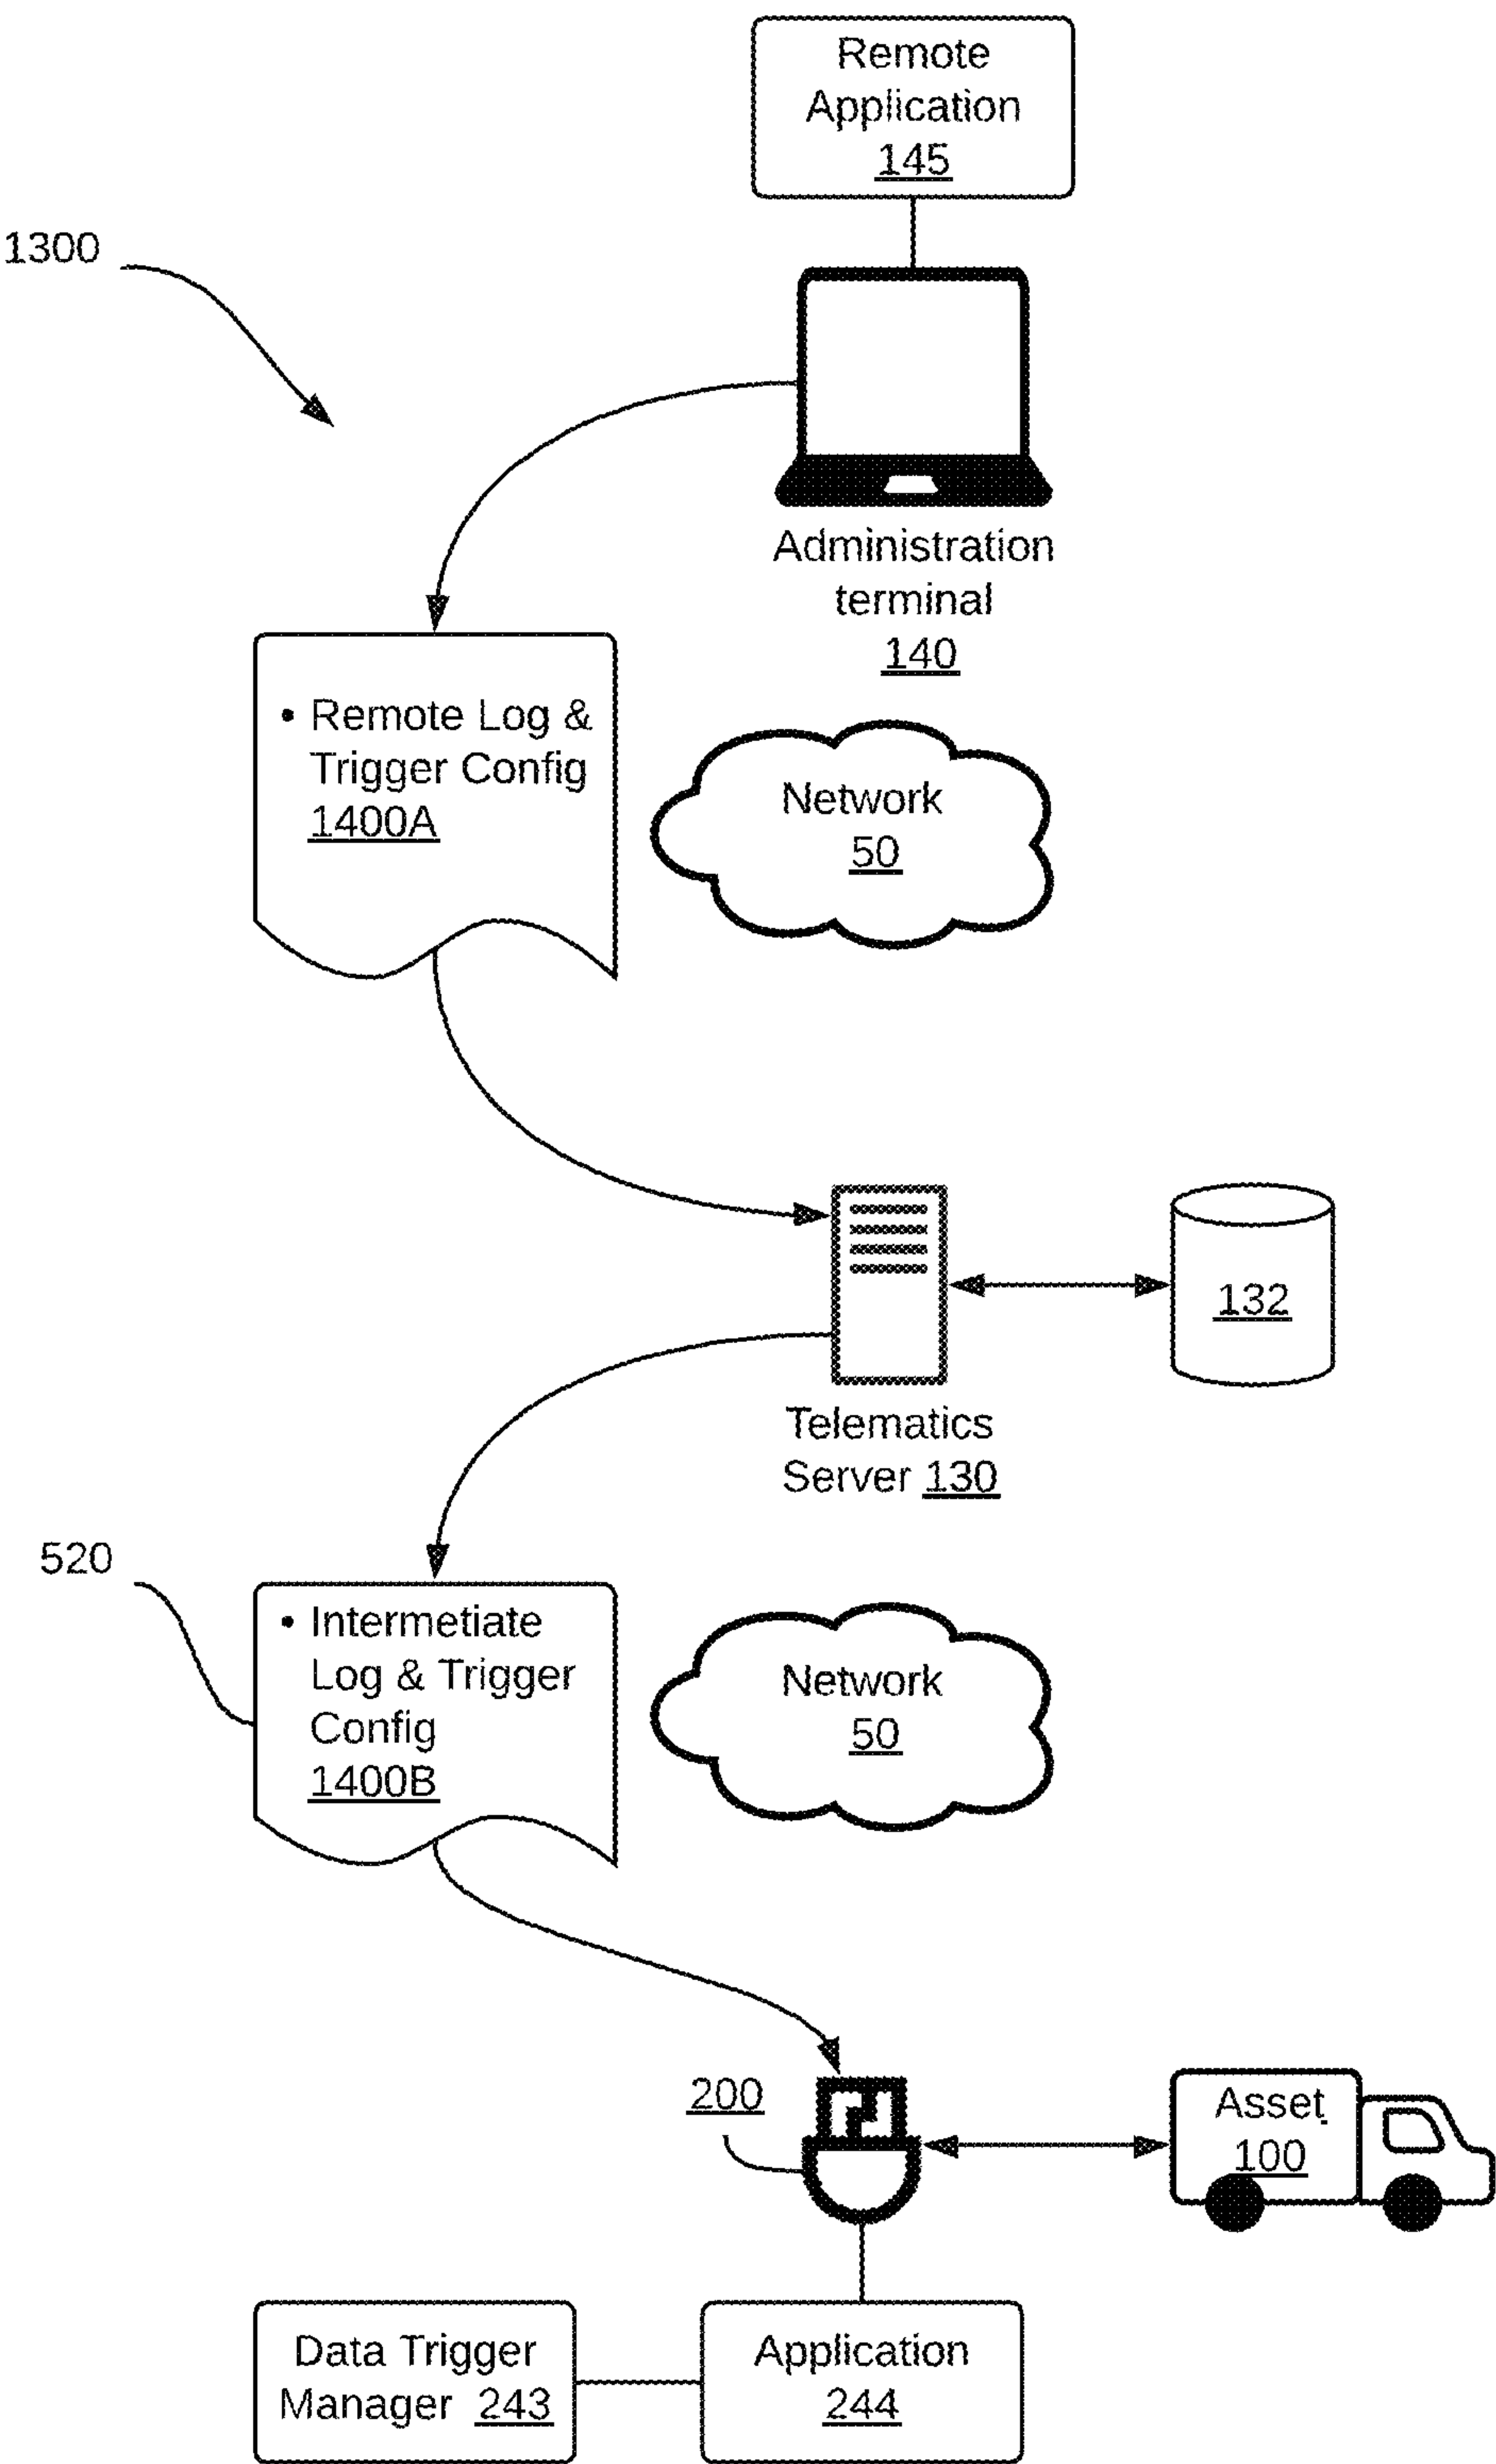 Remote
Application
145
1300
Administration
terminal
140
• Remote Log &
Trigger Config
1400A
Network
50
132
Telematics
Server 130
520
• Intermetiate
Log & Trigger
Config
1400B
Network
50
200
Asset
100
Data Trigger
Manager 243
Application
244